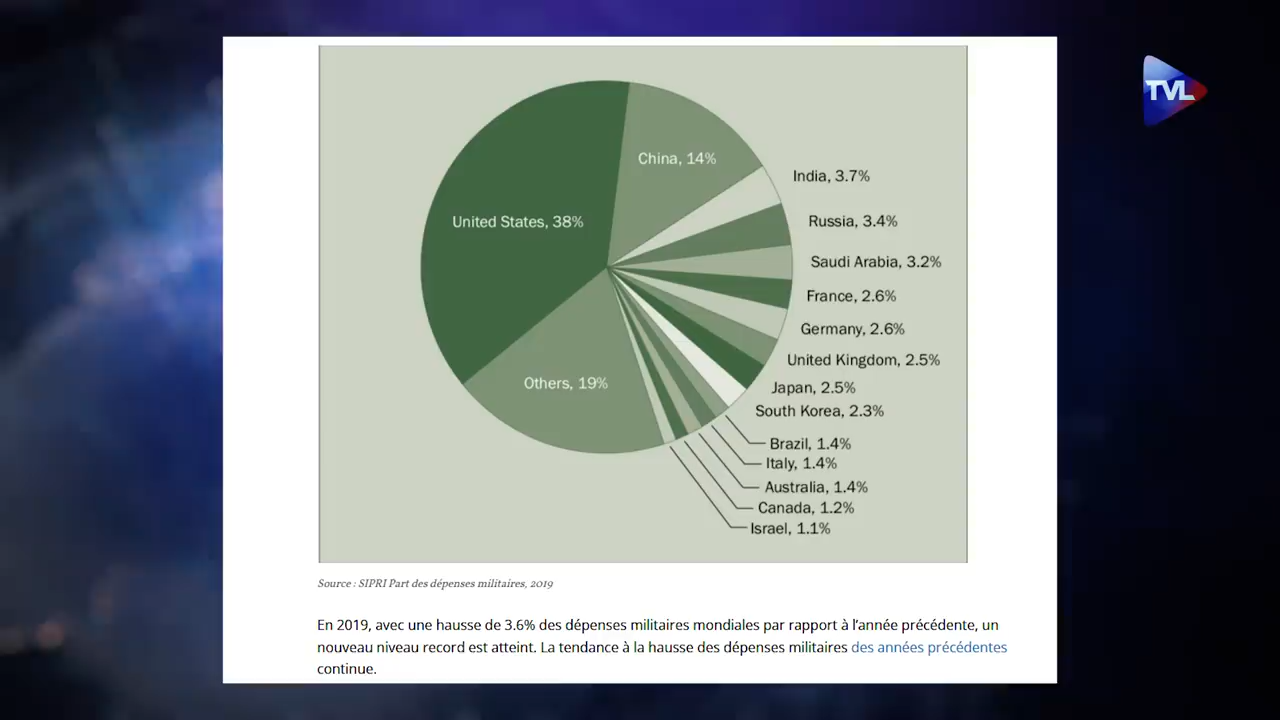 TVL
China, 14%
India, 3.7%
United States, 38%
Russia, 3.4%
Saudi Arabia, 3.2%
France, 2.6%
Germany, 2.6%
United Kingdom, 2.5%
Others, 19%
Japan, 2.5%
South Korea, 2.3%
Brazil, 1.4%
Italy, 1.4%
Australia, 1.4%
Canada, 1.2%
Israel, 1.1%
Source : SIPRI Part des dépenses militaires, 2019
En 2019, avec une hausse de 3.6% des dépenses militaires mondiales par rapport à l’année précédente, un
nouveau niveau record est atteint. La tendance à la hausse des dépenses militaires des années précédentes
continue.